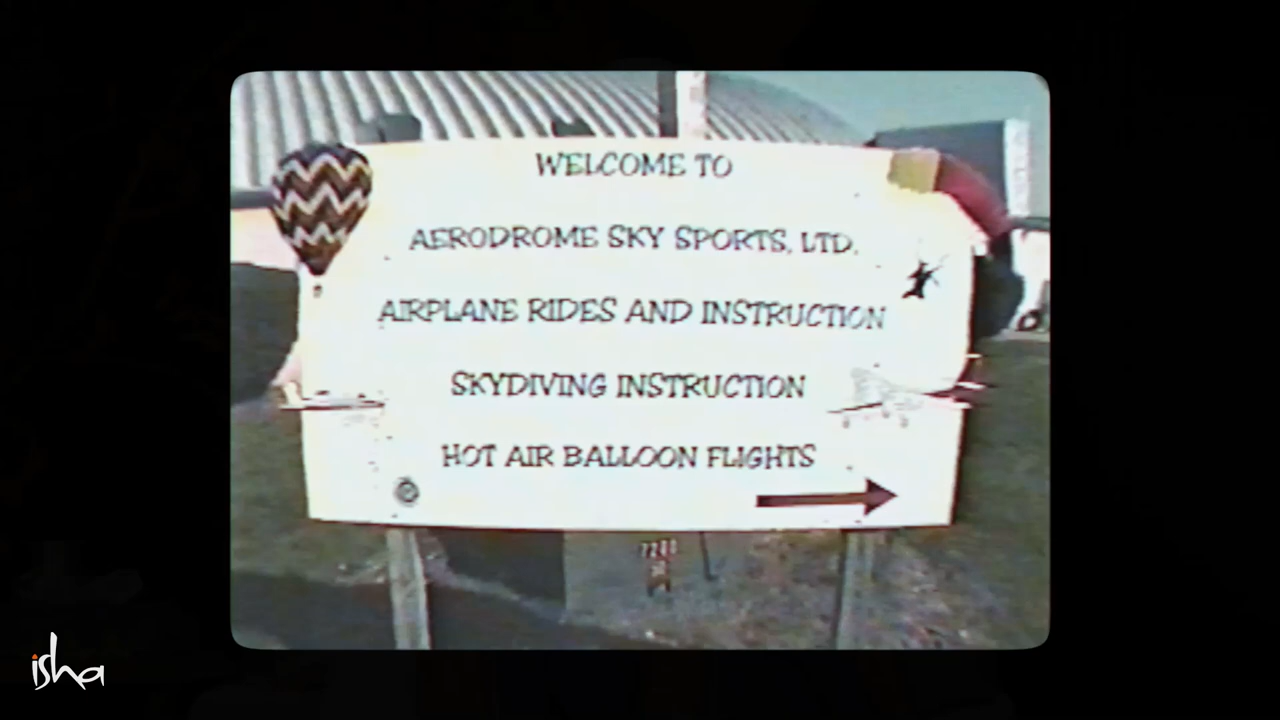 WELCOME TO
AERODROME SKY SPORTS, LTD.
AIRPLANE RIDES AND INSTRUCTION
SKYDIVING INSTRUCTION
HOT AIR BALLOON FLIGHTS
isha